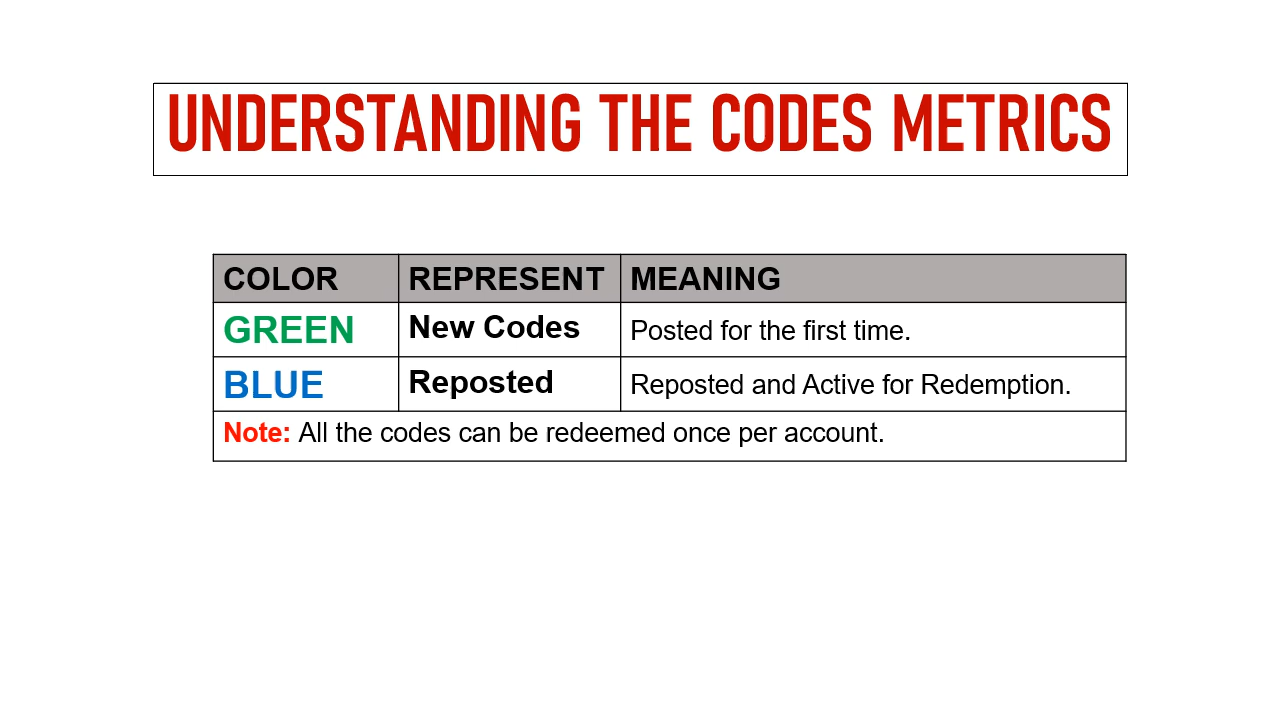 UNDERSTANDING THE CODES METRICS
COLOR REPRESENT MEANING
GREEN New Codes Posted for the first time.
BLUE Reposted Reposted and Active for Redemption.
Note: All the codes can be redeemed once per account.